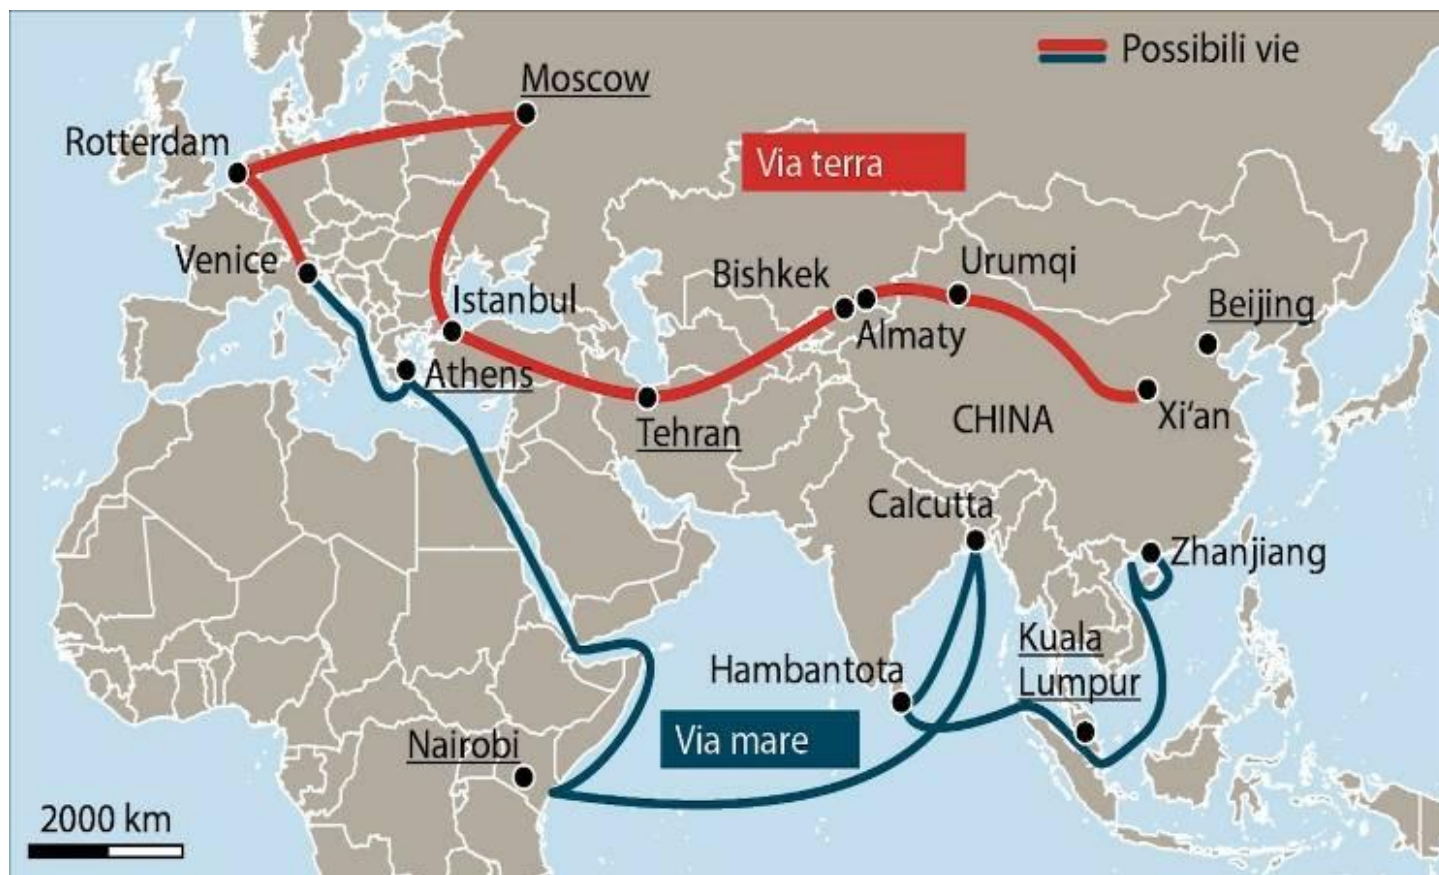 Possibili vie
Moscow
Rotterdam
Via terra
Venice
Bishkek
Urumqi
Istanbul
Beijing
Almaty
Athens
Tehran
CHINA
Xi'an
Calcutta
Zhanjiang
Kuala
Lumpur
Hambantota
Nairobi
Via mare
2000 km